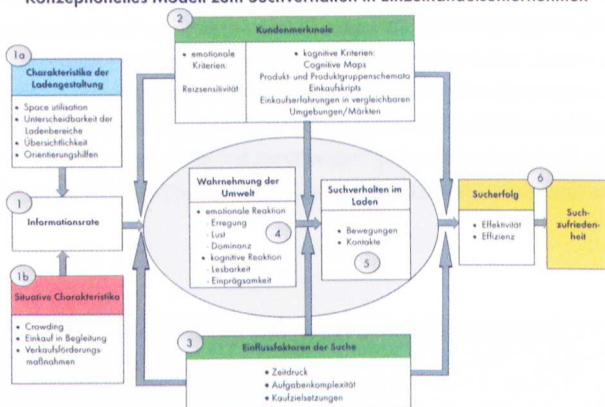 Konzeptionelles Modell zum Suchverhalten in Einzelhandelsunternehmen
2
Kundenmerkmale
• emotionale
Kriterien:
Reizsensitivität
• kognitive Kriterien:
Cognitive Maps
Produkt- und Produktgruppenschemata
Einkaufskripts
Einkaufserfahrungen in vergleichbaren
Umgebungen/Märkten
1a
Charakteristika der
Ladengestaltung
• Space utilisation
• Unterscheidbarkeit der
Ladenbereiche
• Übersichtlichkeit
• Orientierungshilfen
1
Informationsrate
1b
Situative Charakteristika
• Crowding
• Einkauf in Begleitung
• Verkaufsförderungs-
maßnahmen
Wahrnehmung der
Umwelt
• emotionale Reaktion
- Erregung
- Lust
- Dominanz
• kognitive Reaktion
- Lesbarkeit
- Einprägsamkeit
4
Suchverhalten im
Laden
• Bewegungen
• Kontakte
5
Sucherfolg
• Effektivität
• Effizienz
6
Such-
zufrieden-
heit
3
Einflussfaktoren der Suche
• Zeitdruck
• Aufgabenkomplexität
• Kaufzielsetzungen